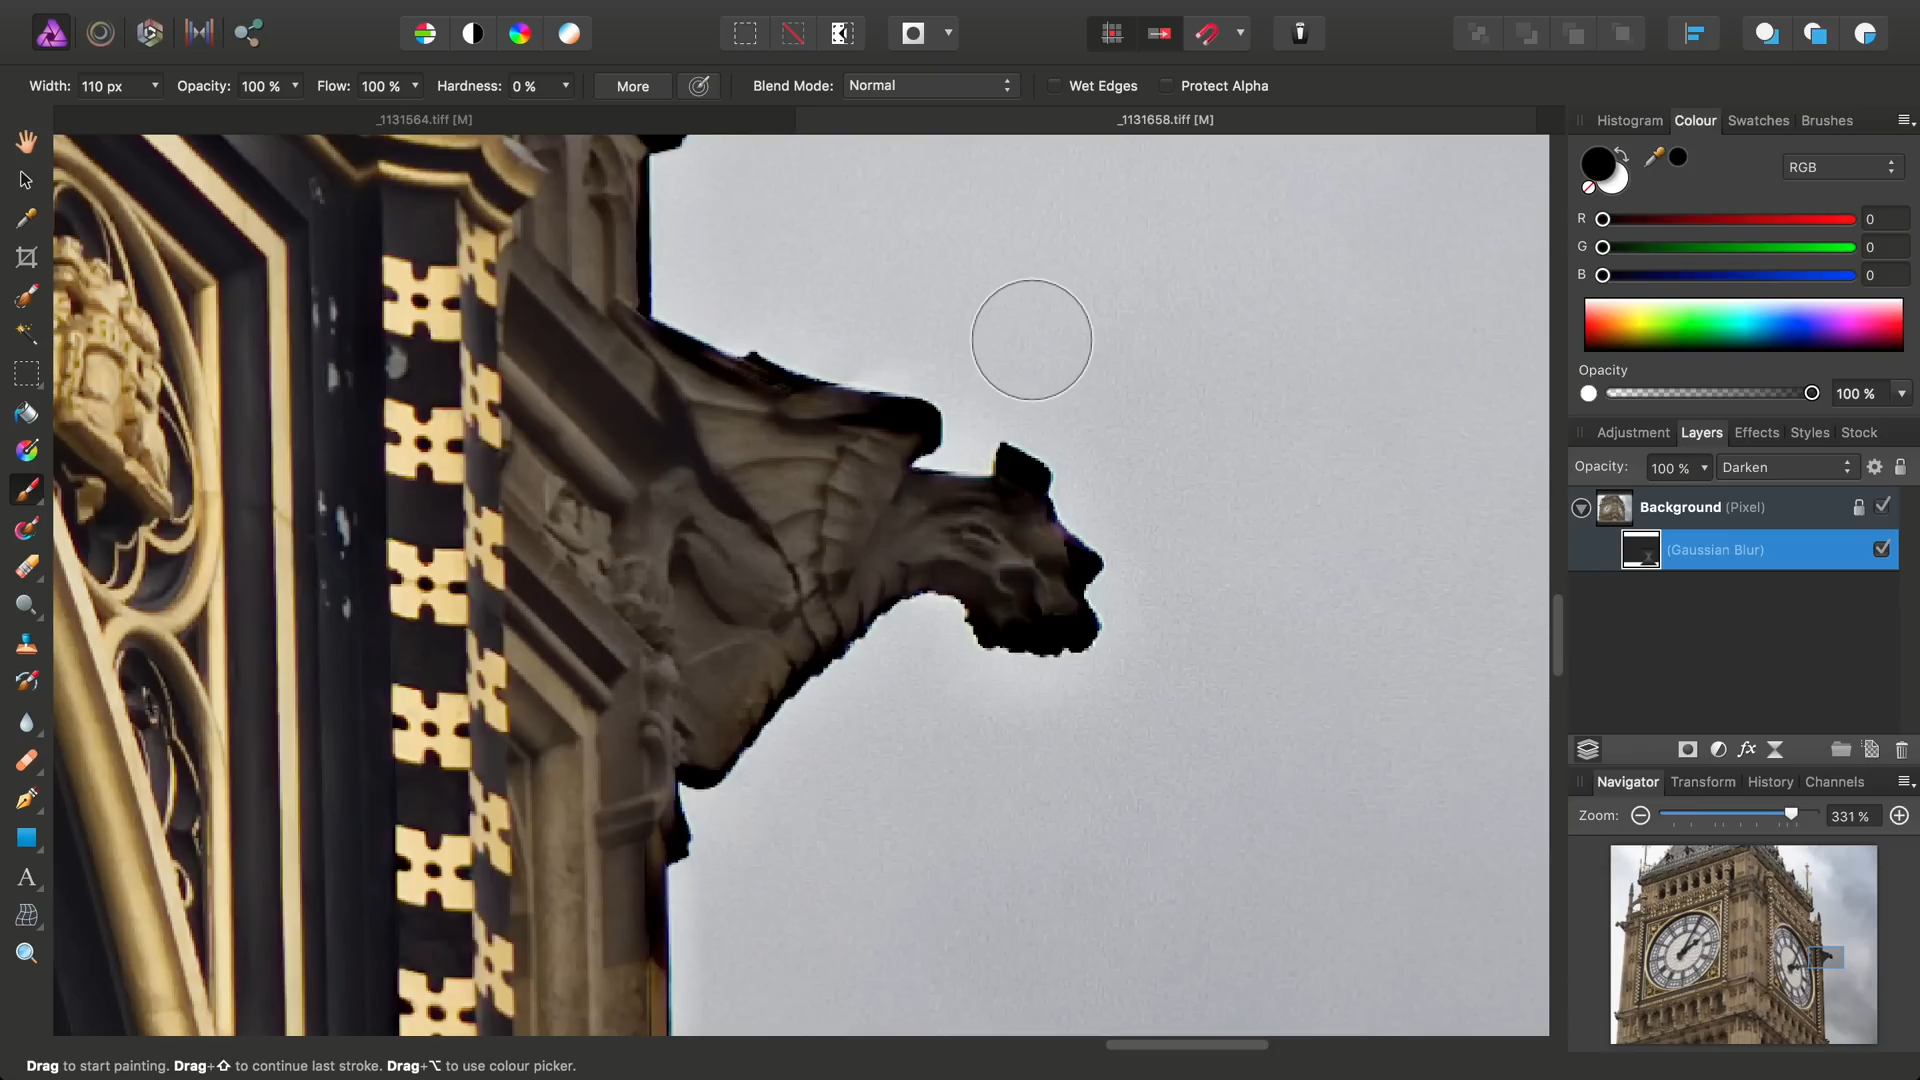 Width: 110 px Opacity: 100 % Flow: 100 % Hardness: 0 % More Blend Mode: Normal Wet Edges Protect Alpha
_1131564.tiff [M] _1131658.tiff [M]
Histogram Colour Swatches Brushes
RGB
R 0
G 0
B 0
Opacity
100 %
Adjustment Layers Effects Styles Stock
Opacity: 100 % Darken
Background (Pixel)
(Gaussian Blur)
fx
Navigator Transform History Channels
Zoom: 331 %
Drag to start painting. Drag+⇧ to continue last stroke. Drag+⌥ to use colour picker.